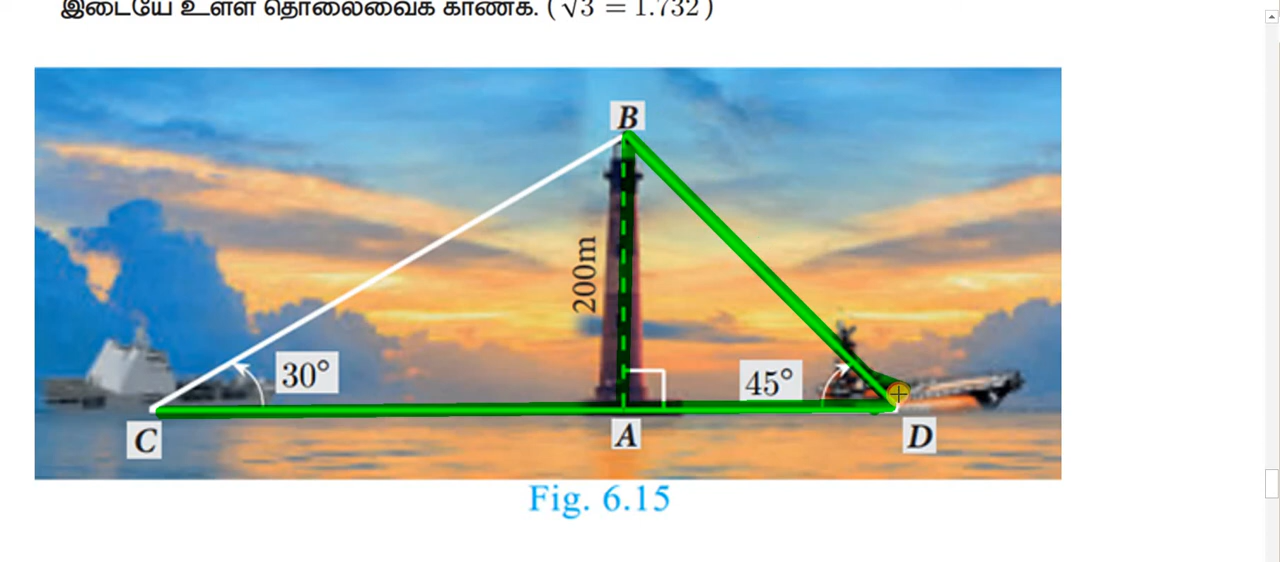 இடையே உள்ள தொலைவைக் காண்க. ( √3 = 1.732 )
B
200m
30°
45°
C
A
D
Fig. 6.15